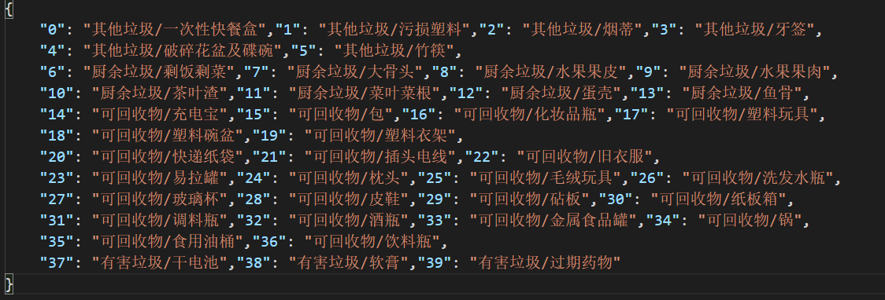 {
"0": "其他垃圾/一次性快餐盒","1": "其他垃圾/污损塑料","2": "其他垃圾/烟蒂","3": "其他垃圾/牙签",
"4": "其他垃圾/破碎花盆及碟碗","5": "其他垃圾/竹筷",
"6": "厨余垃圾/剩饭剩菜","7": "厨余垃圾/大骨头","8": "厨余垃圾/水果果皮","9": "厨余垃圾/水果果肉",
"10": "厨余垃圾/茶叶渣","11": "厨余垃圾/菜叶菜根","12": "厨余垃圾/蛋壳","13": "厨余垃圾/鱼骨",
"14": "可回收物/充电宝","15": "可回收物/包","16": "可回收物/化妆品瓶","17": "可回收物/塑料玩具",
"18": "可回收物/塑料碗盆","19": "可回收物/塑料衣架",
"20": "可回收物/快递纸袋","21": "可回收物/插头电线","22": "可回收物/旧衣服",
"23": "可回收物/易拉罐","24": "可回收物/枕头","25": "可回收物/毛绒玩具","26": "可回收物/洗发水瓶",
"27": "可回收物/玻璃杯","28": "可回收物/皮鞋","29": "可回收物/砧板","30": "可回收物/纸板箱",
"31": "可回收物/调料瓶","32": "可回收物/酒瓶","33": "可回收物/金属食品罐","34": "可回收物/锅",
"35": "可回收物/食用油桶","36": "可回收物/饮料瓶",
"37": "有害垃圾/干电池","38": "有害垃圾/软膏","39": "有害垃圾/过期药物"
}